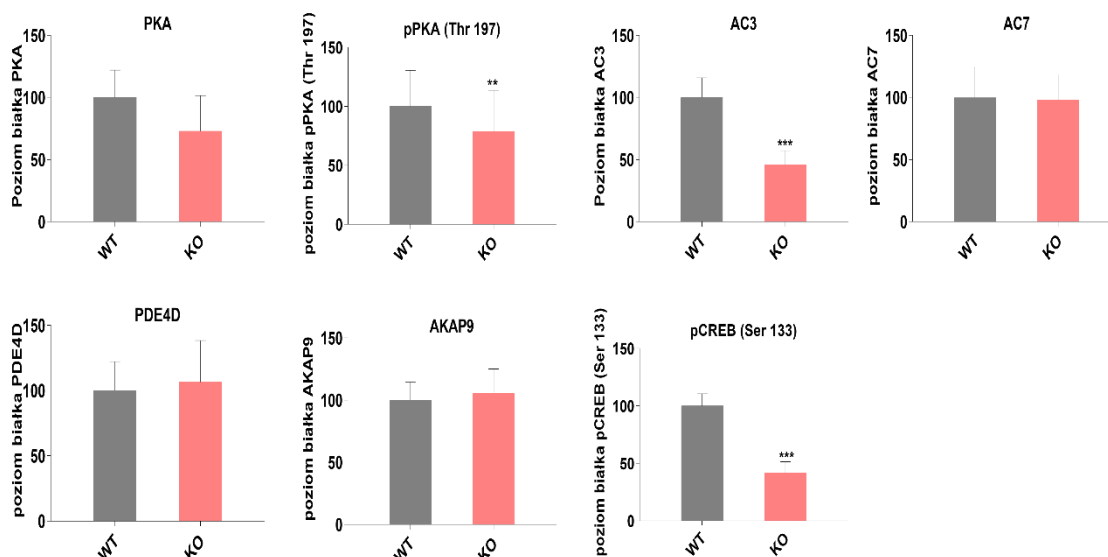 PKA
Poziom białka PKA
150
100
50
0
WT
KO
pPKA (Thr 197)
poziom białka pPKA (Thr 197)
150
100
50
0
**
WT
KO
AC3
Poziom białka AC3
150
100
50
0
***
WT
KO
AC7
poziom białka AC7
150
100
50
0
WT
KO
PDE4D
poziom białka PDE4D
150
100
50
0
WT
KO
AKAP9
poziom białka AKAP9
150
100
50
0
WT
KO
pCREB (Ser 133)
poziom białka pCREB (Ser 133)
150
100
50
0
***
WT
KO